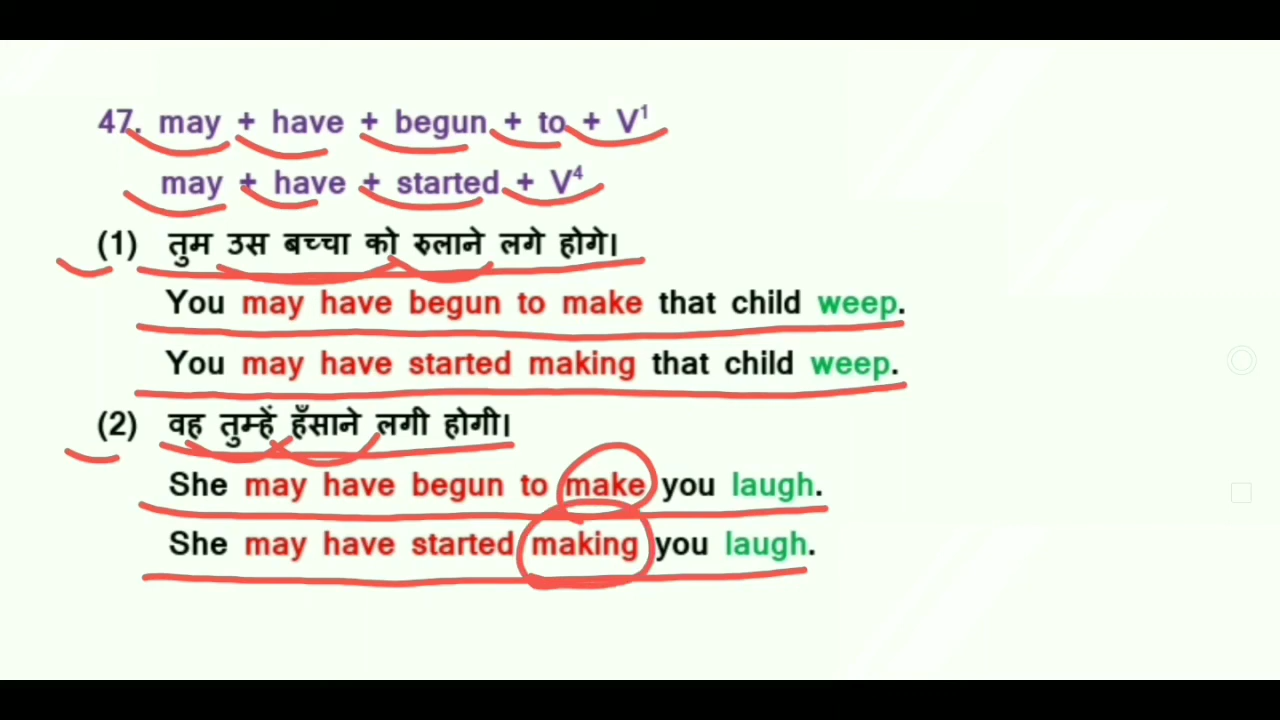 47. may + have + begun + to + V¹
may + have + started + V⁴
(1) तुम उस बच्चा को रुलाने लगे होगे।
You may have begun to make that child weep.
You may have started making that child weep.
(2) वह तुम्हें हँसाने लगी होगी।
She may have begun to make you laugh.
She may have started making you laugh.